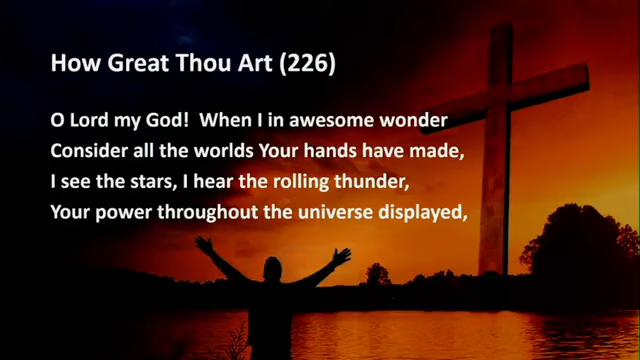 How Great Thou Art (226)
O Lord my God!  When I in awesome wonder
Consider all the worlds Your hands have made,
I see the stars, I hear the rolling thunder,
Your power throughout the universe displayed,